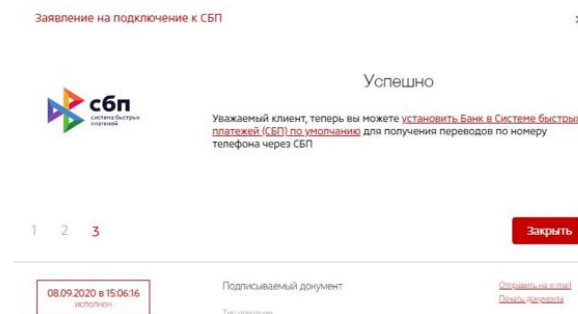 Заявление на подключение к СБП
сбп
система быстрых
платежей
Успешно
Уважаемый клиент, теперь вы можете установить Банк в Системе быстрых
платежей (СБП) по умолчанию для получения переводов по номеру
телефона через СБП
1 2 3
Закрыть
08.09.2020 в 15:06:16
исполнен
Подписываемый документ
Отправить на e-mail
Печать документа
Тип операции